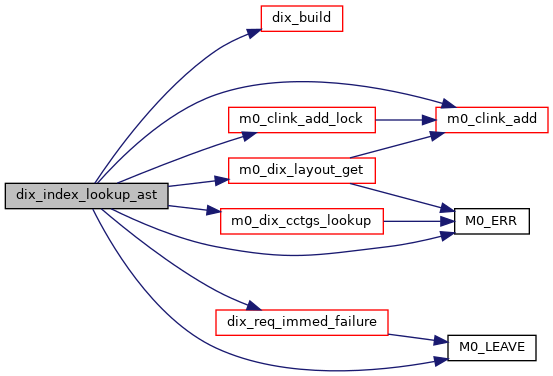 dix_build
m0_clink_add_lock
m0_clink_add
m0_dix_layout_get
dix_index_lookup_ast
m0_dix_cctgs_lookup
M0_ERR
dix_req_immed_failure
M0_LEAVE